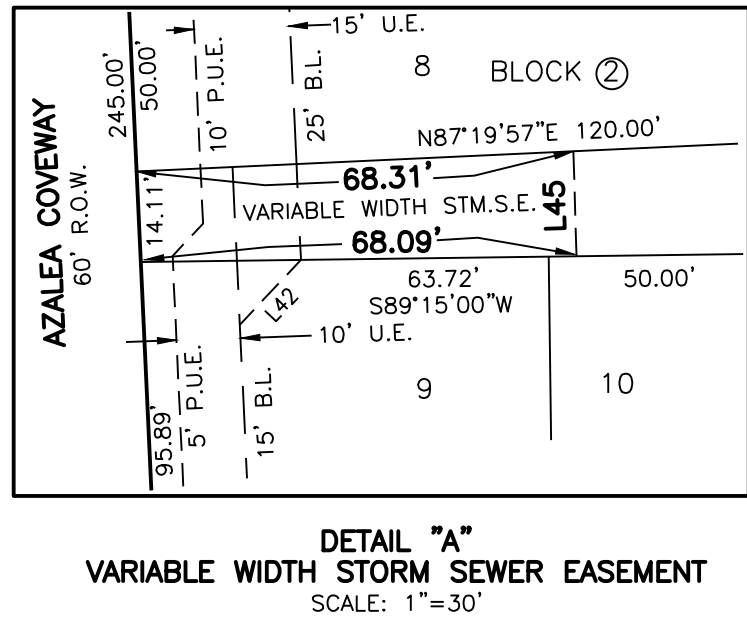 15' U.E.
8
BLOCK 2
245.00'
50.00'
10' P.U.E.
25' B.L.
N87°19'57"E 120.00'
AZALEA COVEWAY
60' R.O.W.
68.31'
14.11'
VARIABLE WIDTH STM.S.E.
L45
68.09'
63.72'
50.00'
S89°15'00"W
L42
10' U.E.
9
10
95.89'
5' P.U.E.
15' B.L.
DETAIL "A"
VARIABLE WIDTH STORM SEWER EASEMENT
SCALE: 1"=30'